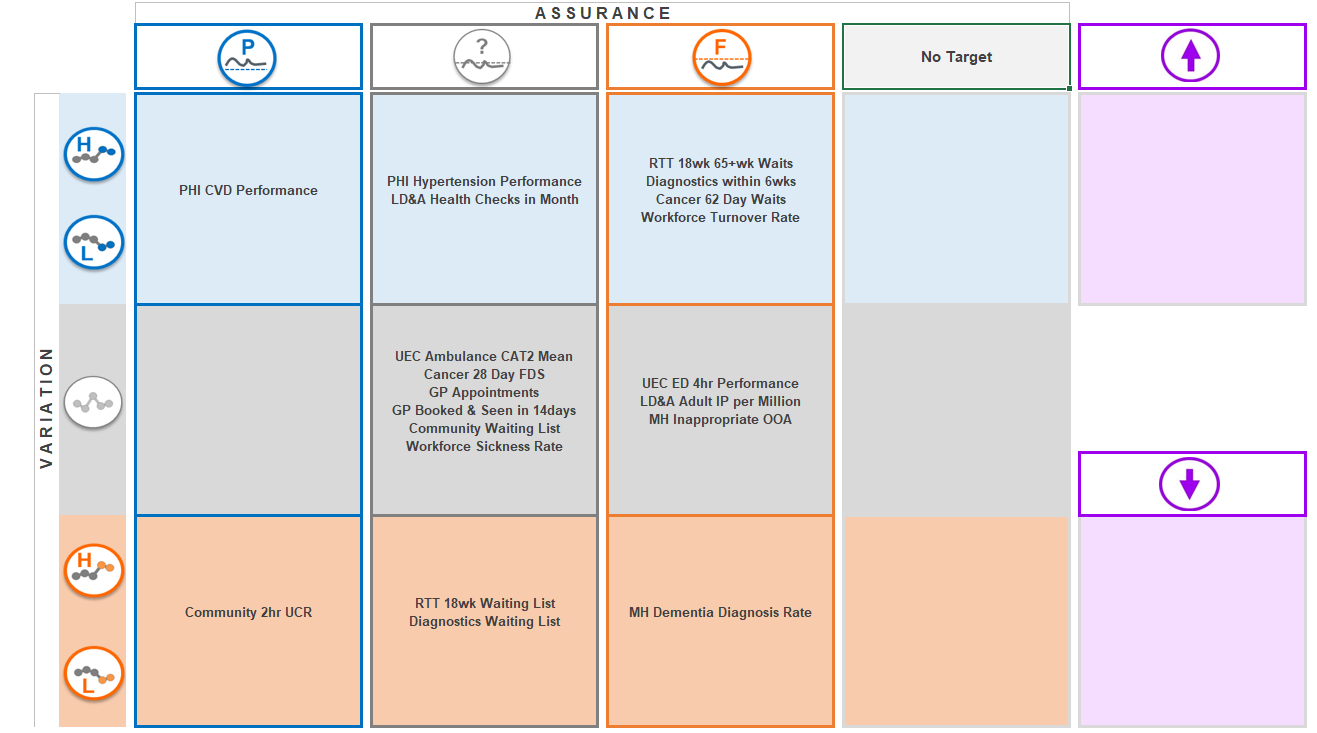 ASSURANCE
P
?
F
No Target
VARIATION
H
L
PHI CVD Performance
PHI Hypertension Performance
LD&A Health Checks in Month
RTT 18wk 65+wk Waits
Diagnostics within 6wks
Cancer 62 Day Waits
Workforce Turnover Rate
UEC Ambulance CAT2 Mean
Cancer 28 Day FDS
GP Appointments
GP Booked & Seen in 14days
Community Waiting List
Workforce Sickness Rate
UEC ED 4hr Performance
LD&A Adult IP per Million
MH Inappropriate OOA
H
L
Community 2hr UCR
RTT 18wk Waiting List
Diagnostics Waiting List
MH Dementia Diagnosis Rate